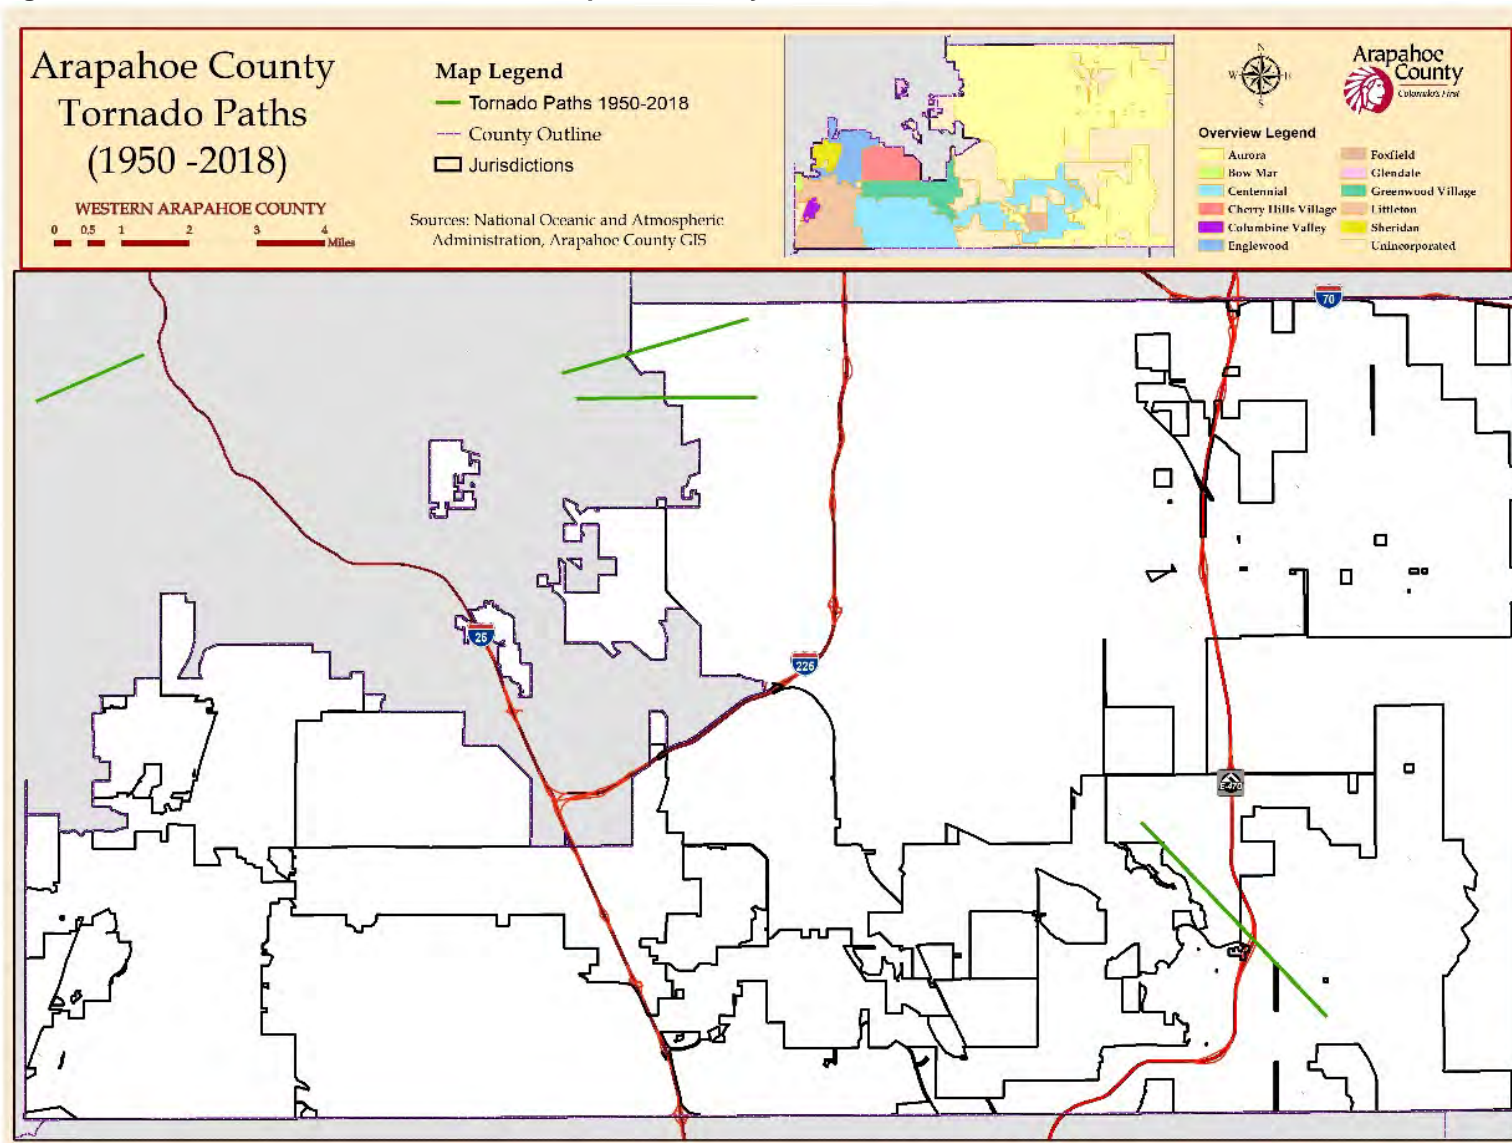 Arapahoe County
Tornado Paths
(1950 -2018)
WESTERN ARAPAHOE COUNTY
0 0.5 1 2 3 4
Miles
Map Legend
Tornado Paths 1950-2018
County Outline
Jurisdictions
Sources: National Oceanic and Atmospheric
Administration, Arapahoe County GIS
N
W
S
Arapahoe
County
Colorado's First
Overview Legend
Aurora
Bow Mar
Centennial
Cherry Hills Village
Columbine Valley
Englewood
Foxfield
Glendale
Greenwood Village
Littleton
Sheridan
Unincorporated
70
25
225
E-470